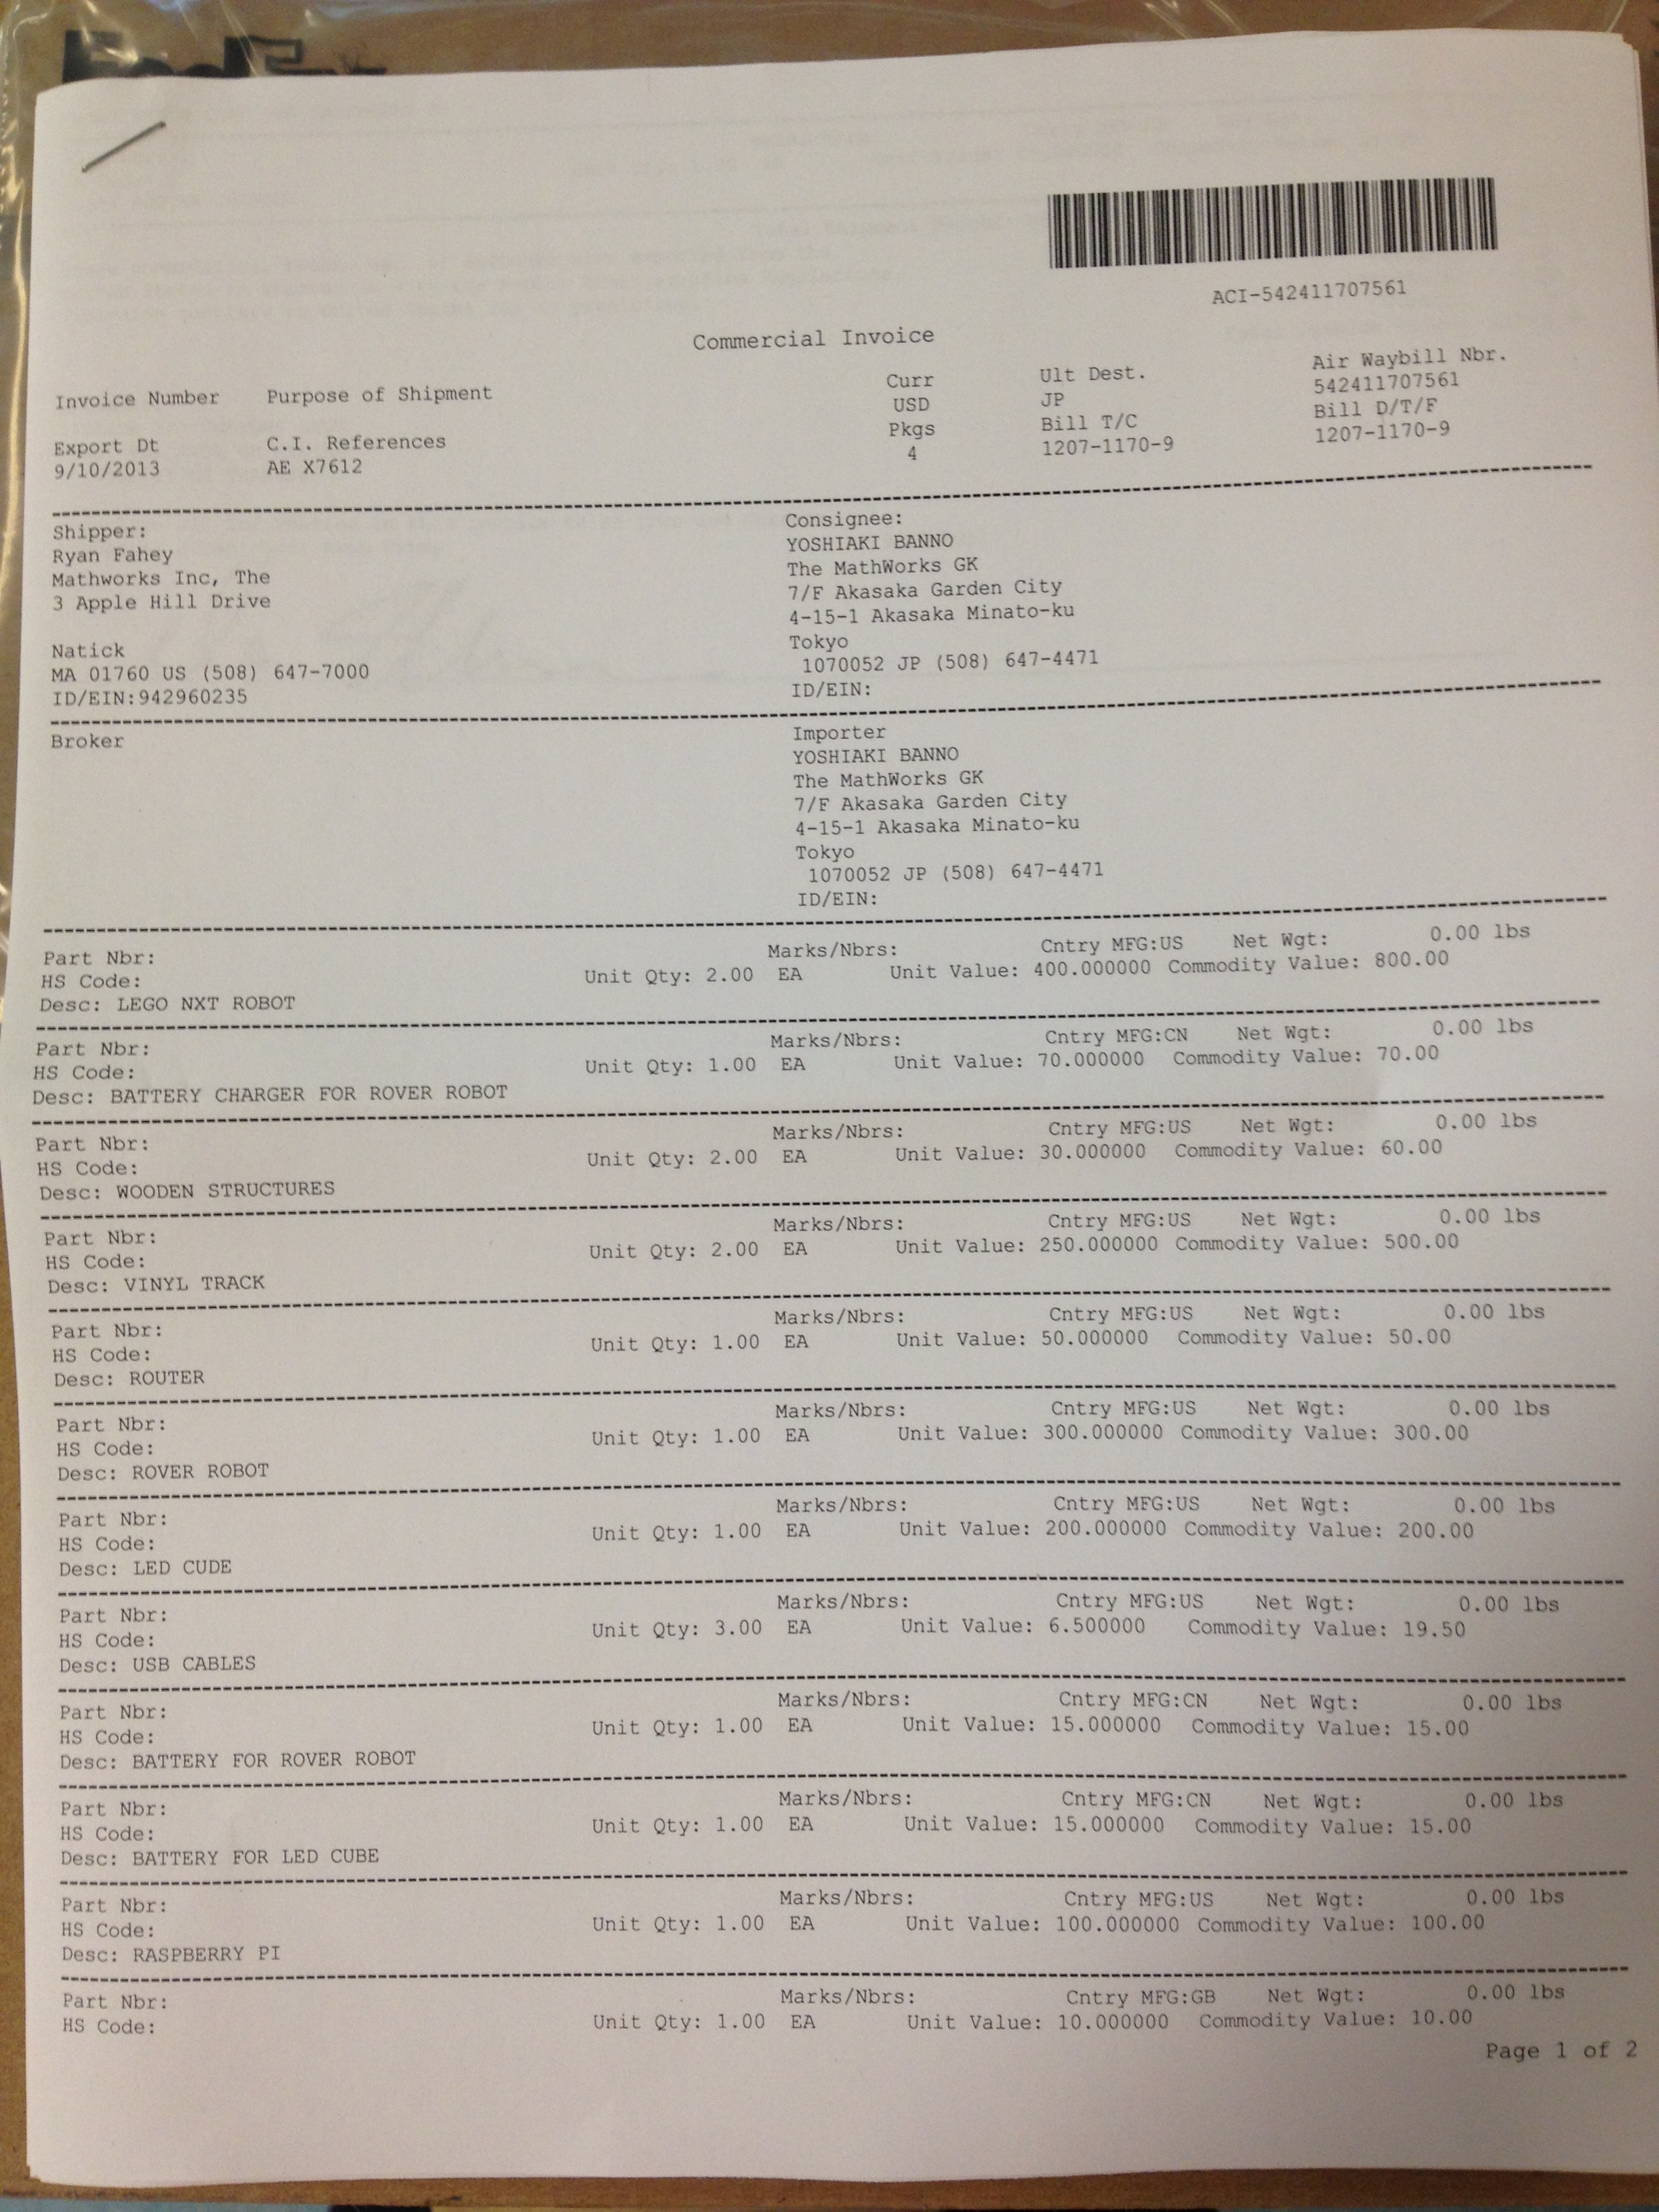 FedEx
ACI-542411707561
Commercial Invoice
Invoice Number Purpose of Shipment Curr Ult Dest. Air Waybill Nbr.
USD JP 542411707561
Export Dt C.I. References Pkgs Bill T/C Bill D/T/F
9/10/2013 AE X7612 4 1207-1170-9 1207-1170-9
Shipper:
Ryan Fahey
Mathworks Inc, The
3 Apple Hill Drive
Natick
MA 01760 US (508) 647-7000
ID/EIN:942960235
Consignee:
YOSHIAKI BANNO
The MathWorks GK
7/F Akasaka Garden City
4-15-1 Akasaka Minato-ku
Tokyo
1070052 JP (508) 647-4471
ID/EIN:
Broker
Importer
YOSHIAKI BANNO
The MathWorks GK
7/F Akasaka Garden City
4-15-1 Akasaka Minato-ku
Tokyo
1070052 JP (508) 647-4471
ID/EIN:
Part Nbr: Marks/Nbrs: Cntry MFG:US Net Wgt: 0.00 lbs
HS Code: Unit Qty: 2.00 EA Unit Value: 400.000000 Commodity Value: 800.00
Desc: LEGO NXT ROBOT
Part Nbr: Marks/Nbrs: Cntry MFG:CN Net Wgt: 0.00 lbs
HS Code: Unit Qty: 1.00 EA Unit Value: 70.000000 Commodity Value: 70.00
Desc: BATTERY CHARGER FOR ROVER ROBOT
Part Nbr: Marks/Nbrs: Cntry MFG:US Net Wgt: 0.00 lbs
HS Code: Unit Qty: 2.00 EA Unit Value: 30.000000 Commodity Value: 60.00
Desc: WOODEN STRUCTURES
Part Nbr: Marks/Nbrs: Cntry MFG:US Net Wgt: 0.00 lbs
HS Code: Unit Qty: 2.00 EA Unit Value: 250.000000 Commodity Value: 500.00
Desc: VINYL TRACK
Part Nbr: Marks/Nbrs: Cntry MFG:US Net Wgt: 0.00 lbs
HS Code: Unit Qty: 1.00 EA Unit Value: 50.000000 Commodity Value: 50.00
Desc: ROUTER
Part Nbr: Marks/Nbrs: Cntry MFG:US Net Wgt: 0.00 lbs
HS Code: Unit Qty: 1.00 EA Unit Value: 300.000000 Commodity Value: 300.00
Desc: ROVER ROBOT
Part Nbr: Marks/Nbrs: Cntry MFG:US Net Wgt: 0.00 lbs
HS Code: Unit Qty: 1.00 EA Unit Value: 200.000000 Commodity Value: 200.00
Desc: LED CUDE
Part Nbr: Marks/Nbrs: Cntry MFG:US Net Wgt: 0.00 lbs
HS Code: Unit Qty: 3.00 EA Unit Value: 6.500000 Commodity Value: 19.50
Desc: USB CABLES
Part Nbr: Marks/Nbrs: Cntry MFG:CN Net Wgt: 0.00 lbs
HS Code: Unit Qty: 1.00 EA Unit Value: 15.000000 Commodity Value: 15.00
Desc: BATTERY FOR ROVER ROBOT
Part Nbr: Marks/Nbrs: Cntry MFG:CN Net Wgt: 0.00 lbs
HS Code: Unit Qty: 1.00 EA Unit Value: 15.000000 Commodity Value: 15.00
Desc: BATTERY FOR LED CUBE
Part Nbr: Marks/Nbrs: Cntry MFG:US Net Wgt: 0.00 lbs
HS Code: Unit Qty: 1.00 EA Unit Value: 100.000000 Commodity Value: 100.00
Desc: RASPBERRY PI
Part Nbr: Marks/Nbrs: Cntry MFG:GB Net Wgt: 0.00 lbs
HS Code: Unit Qty: 1.00 EA Unit Value: 10.000000 Commodity Value: 10.00
Page 1 of 2